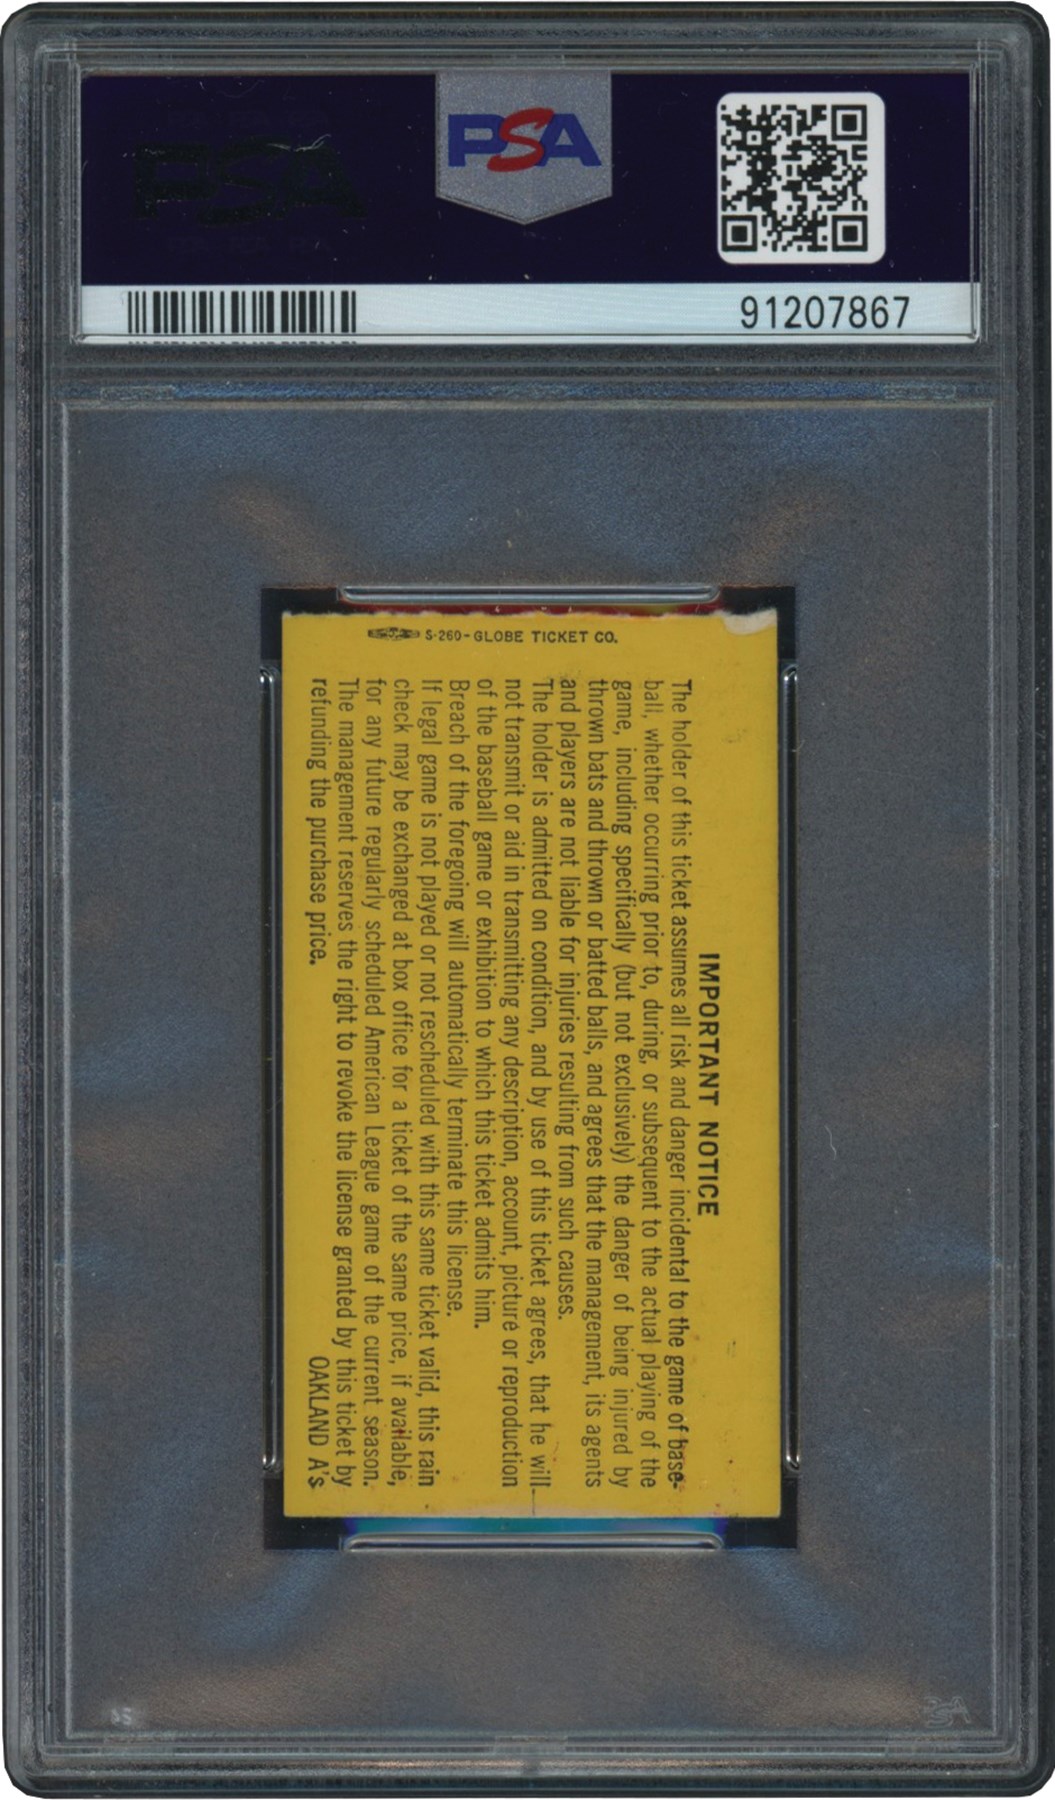 PSA
PSA
91207867
S-260-GLOBE TICKET CO.
IMPORTANT NOTICE
The holder of this ticket assumes all risk and danger incidental to the game of base-
ball, whether occurring prior to, during, or subsequent to the actual playing of the
game, including specifically (but not exclusively) the danger of being injured by
thrown bats and thrown or batted balls, and agrees that the management, its agents
and players are not liable for injuries resulting from such causes.
The holder is admitted on condition, and by use of this ticket agrees, that he will
not transmit or aid in transmitting any description, account, picture or reproduction
of the baseball game or exhibition to which this ticket admits him.
Breach of the foregoing will automatically terminate this license.
If legal game is not played or not rescheduled with this same ticket valid, this rain
check may be exchanged at box office for a ticket of the same price, if available,
for any future regularly scheduled American League game of the current season.
The management reserves the right to revoke the license granted by this ticket by
refunding the purchase price.
OAKLAND A's
PSA